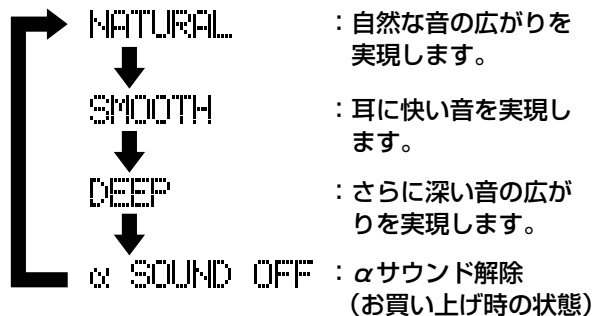 NATURAL ：自然な音の広がりを
実現します。
SMOOTH ：耳に快い音を実現し
ます。
DEEP ：さらに深い音の広が
りを実現します。
α SOUND OFF ：αサウンド解除
（お買い上げ時の状態）